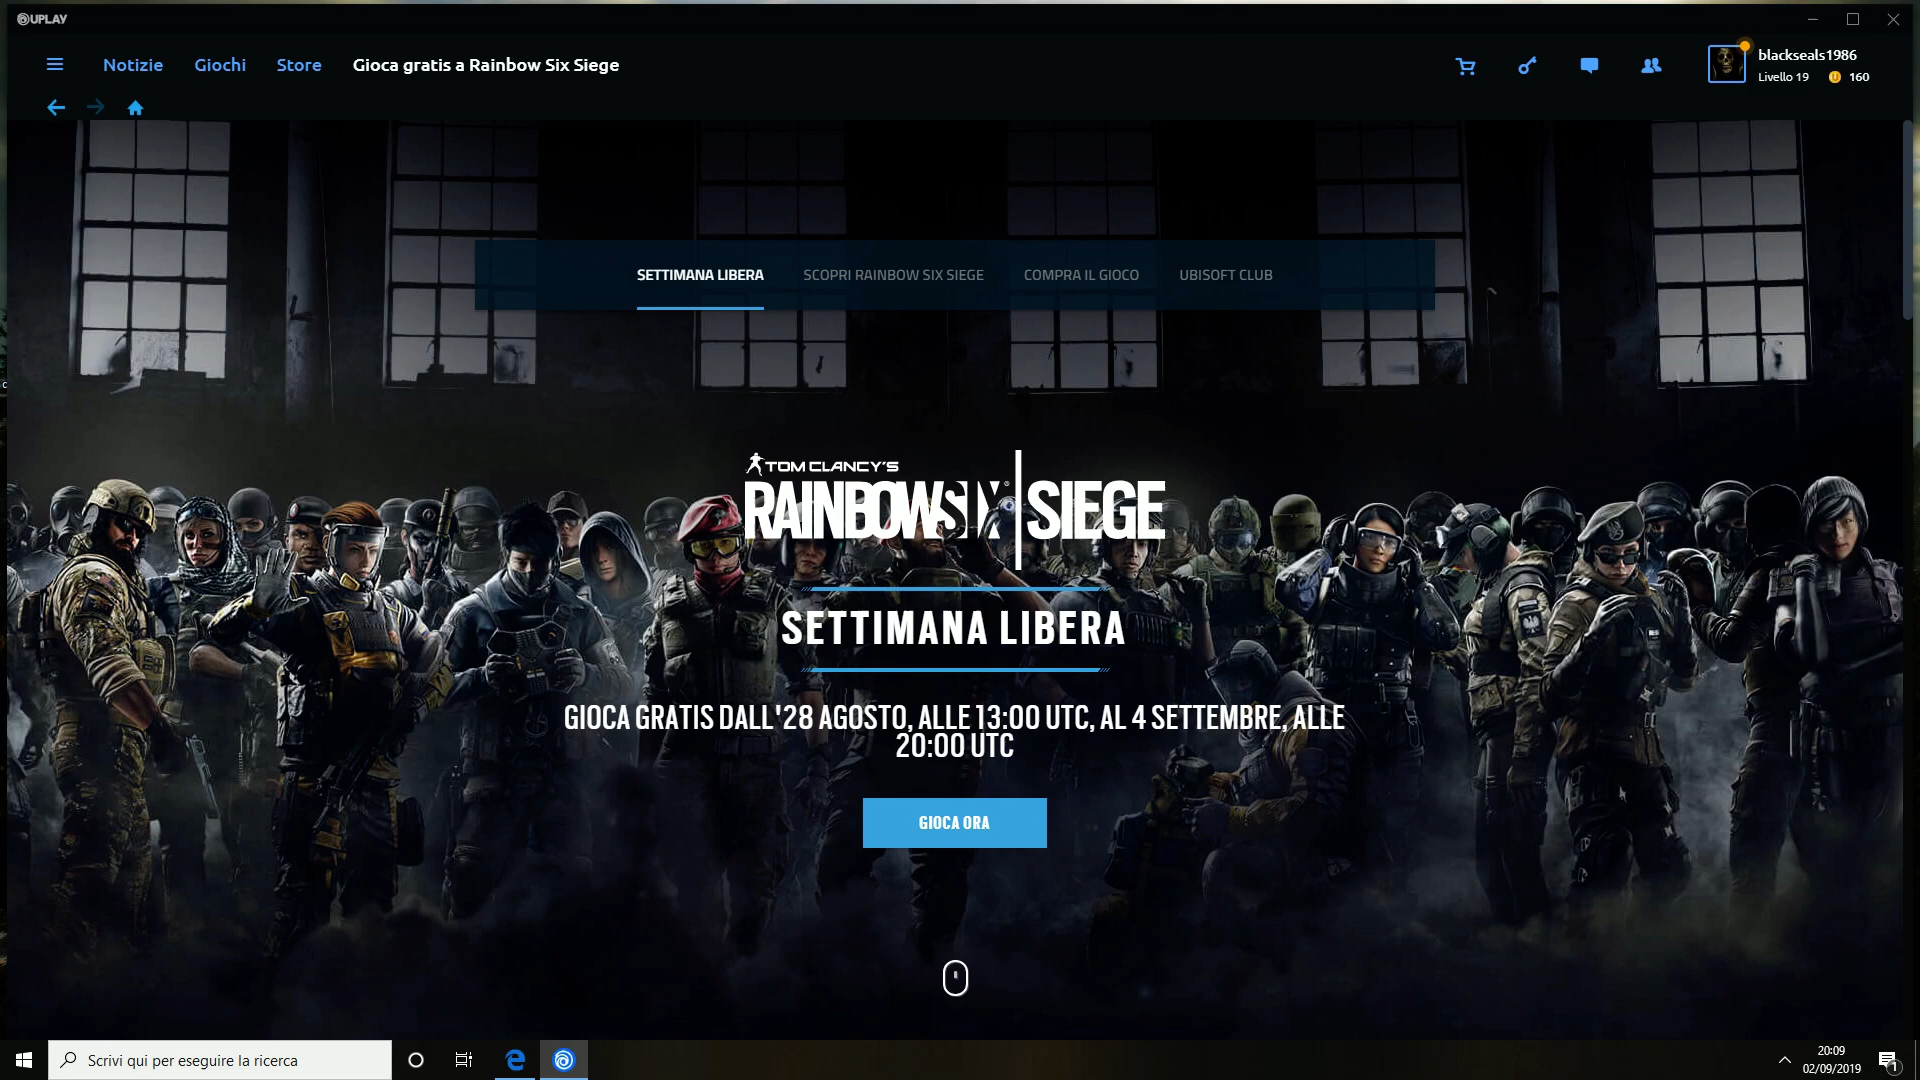 UPLAY
Notizie Giochi Store Gioca gratis a Rainbow Six Siege
blackseals1986
Livello 19 160
SETTIMANA LIBERA SCOPRI RAINBOW SIX SIEGE COMPRA IL GIOCO UBISOFT CLUB
TOM CLANCY'S
RAINBOWSIX SIEGE
SETTIMANA LIBERA
GIOCA GRATIS DALL'28 AGOSTO, ALLE 13:00 UTC, AL 4 SETTEMBRE, ALLE
20:00 UTC
GIOCA ORA
Scrivi qui per eseguire la ricerca
20:09
02/09/2019
1